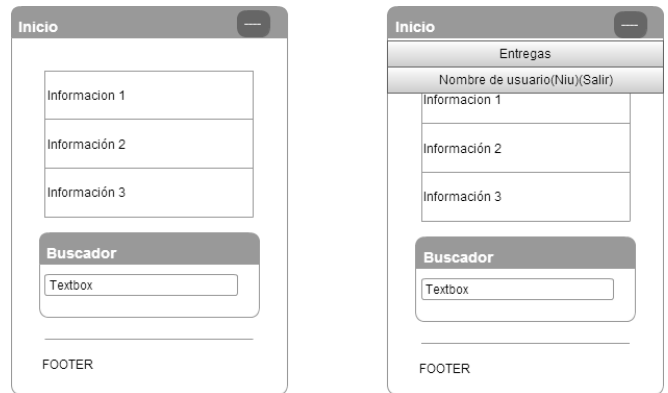 Inicio
Informacion 1
Información 2
Información 3
Buscador
Textbox
FOOTER
Inicio
Entregas
Nombre de usuario(Niu)(Salir)
Informacion 1
Información 2
Información 3
Buscador
Textbox
FOOTER